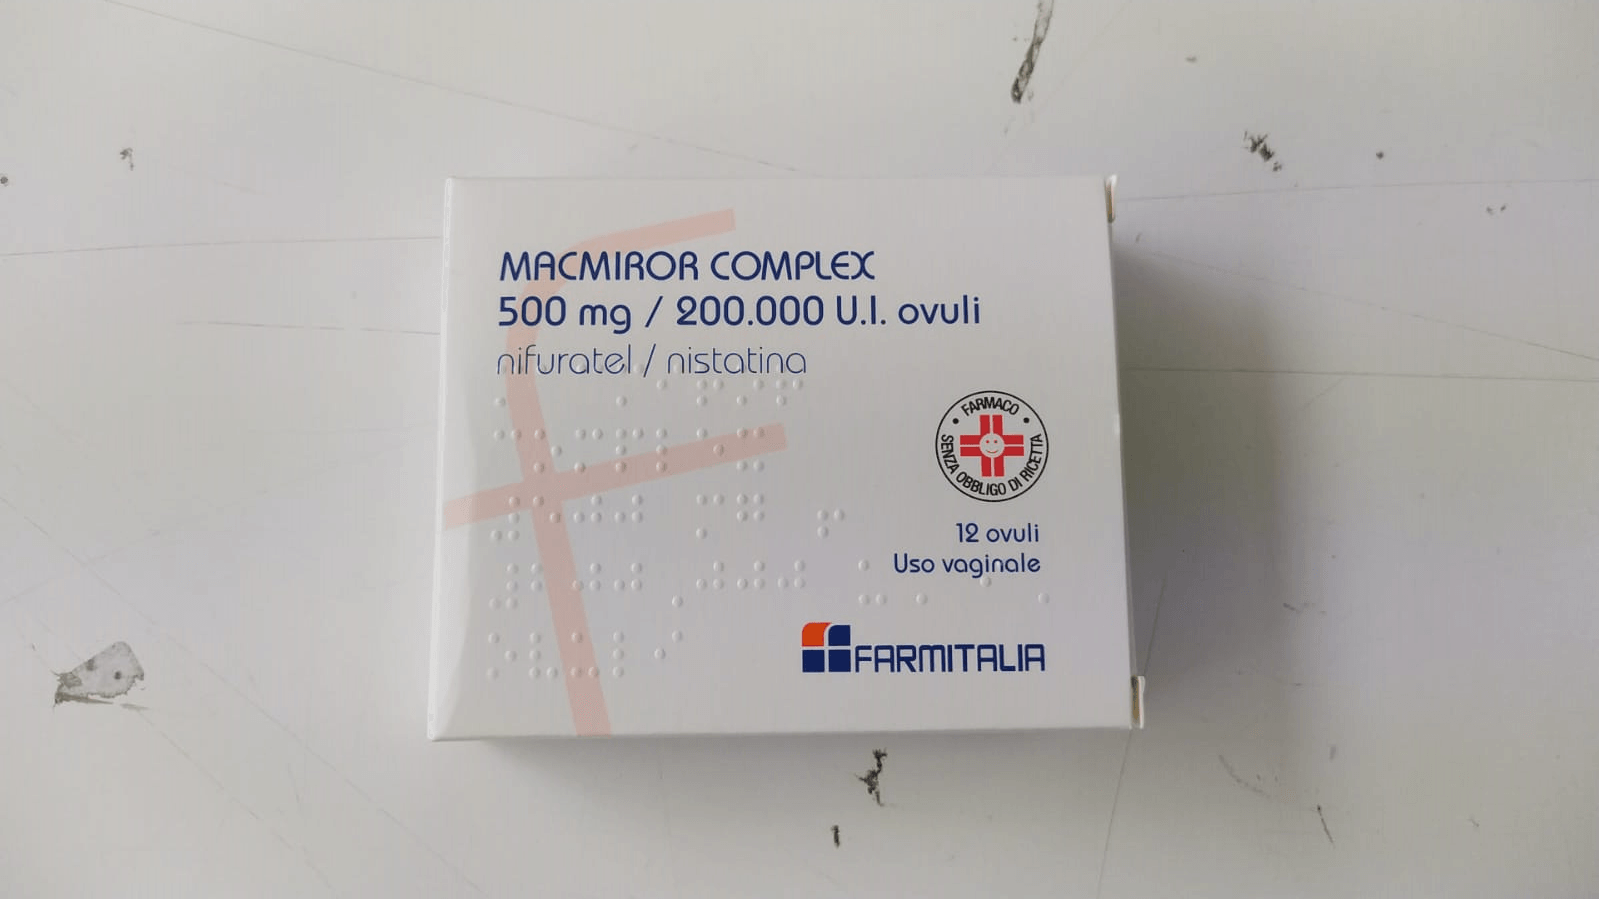 MACMIROR COMPLEX
500 mg / 200.000 U.I. ovuli
nifuratel / nistatina
FARMACO
SENZA OBBLIGO DI RICETTA
12 ovuli
Uso vaginale
FARMITALIA